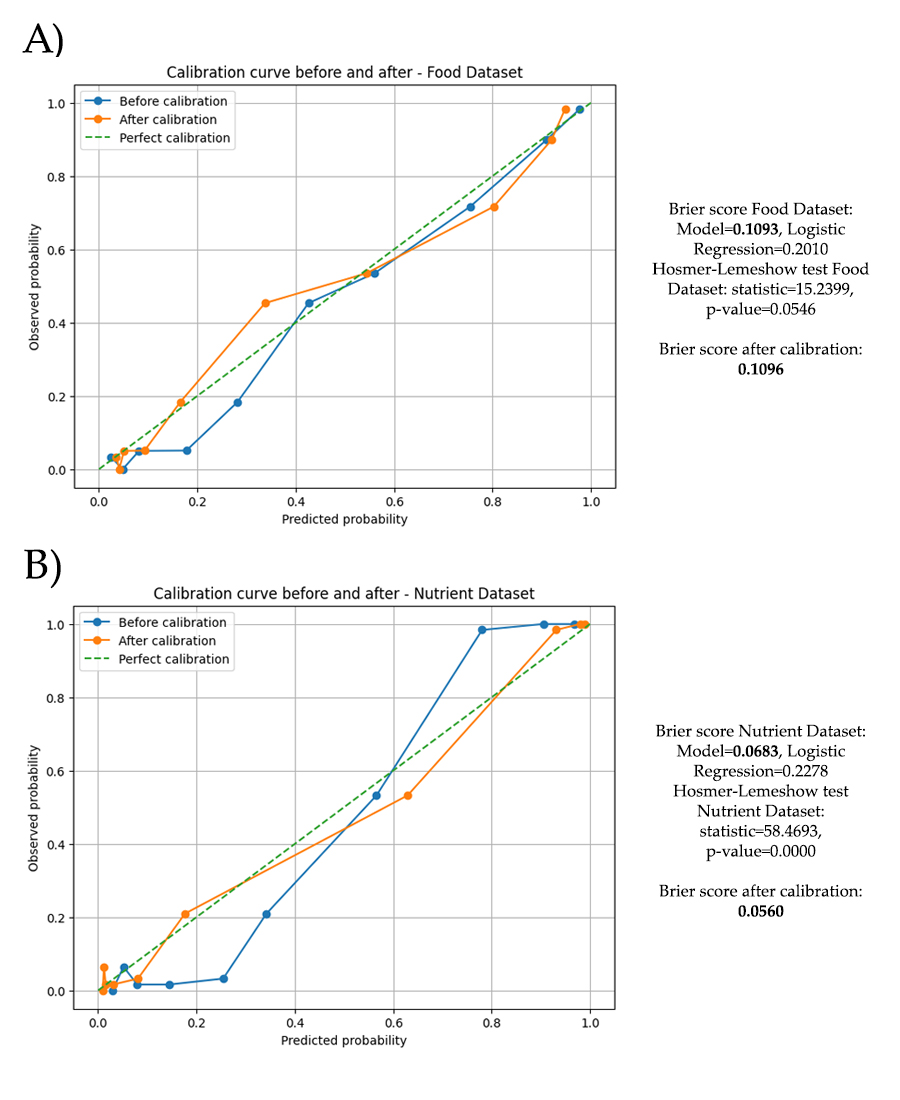 A)
Calibration curve before and after - Food Dataset
Before calibration
After calibration
Perfect calibration
1.0
0.8
0.6
0.4
0.2
0.0
Observed probability
0.0 0.2 0.4 0.6 0.8 1.0
Predicted probability
Brier score Food Dataset:
Model=0.1093, Logistic
Regression=0.2010
Hosmer-Lemeshow test Food
Dataset: statistic=15.2399,
p-value=0.0546
Brier score after calibration:
0.1096
B)
Calibration curve before and after - Nutrient Dataset
Before calibration
After calibration
Perfect calibration
1.0
0.8
0.6
0.4
0.2
0.0
Observed probability
0.0 0.2 0.4 0.6 0.8 1.0
Predicted probability
Brier score Nutrient Dataset:
Model=0.0683, Logistic
Regression=0.2278
Hosmer-Lemeshow test
Nutrient Dataset:
statistic=58.4693,
p-value=0.0000
Brier score after calibration:
0.0560